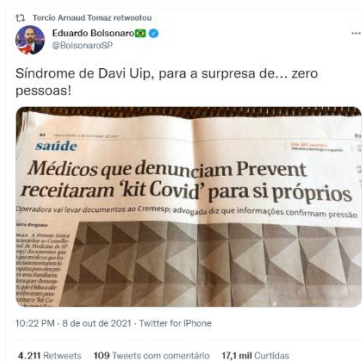 Tercio Arnaud Tomaz retweetou
Eduardo Bolsonaro
@BolsonaroSP
Síndrome de Davi Uip, para a surpresa de... zero
pessoas!
saúde
Médicos que denunciam Prevent
receitaram 'kit Covid' para si próprios
Operadora vai levar documentos ao Cremesp; advogada diz que informações confirmam pressão
10:22 PM · 8 de out de 2021 · Twitter for iPhone
4.211 Retweets 109 Tweets com comentário 17,1 mil Curtidas